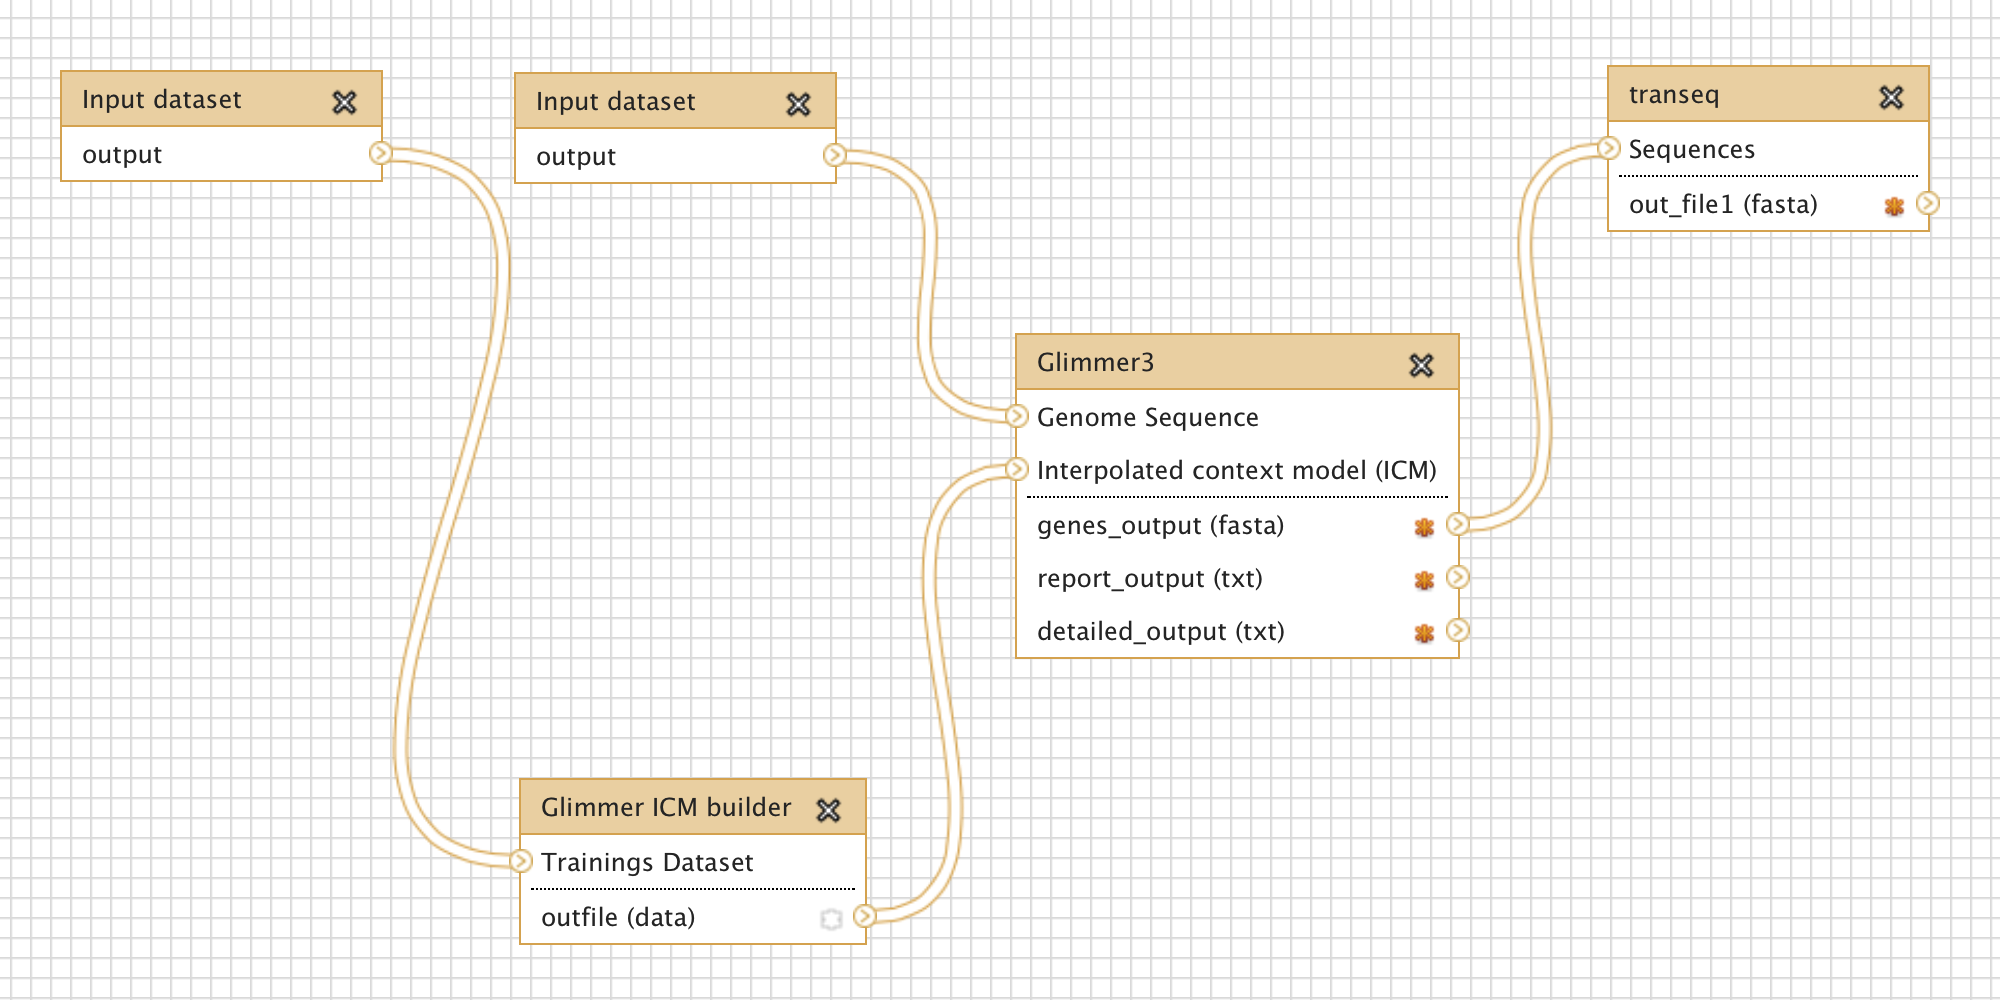 Input dataset
output
Input dataset
output
transeq
Sequences
out_file1 (fasta)
Glimmer3
Genome Sequence
Interpolated context model (ICM)
genes_output (fasta)
report_output (txt)
detailed_output (txt)
Glimmer ICM builder
Trainings Dataset
outfile (data)